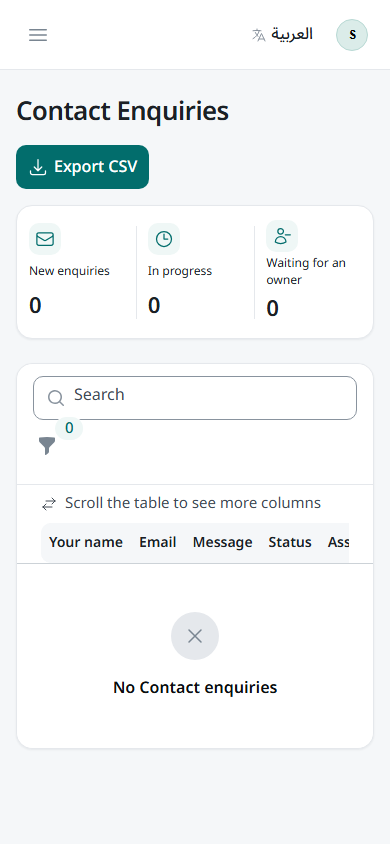 العربية
S
Contact Enquiries
Export CSV
New enquiries
0
In progress
0
Waiting for an
owner
0
Search
0
Scroll the table to see more columns
Your name Email Message Status Ass
No Contact enquiries